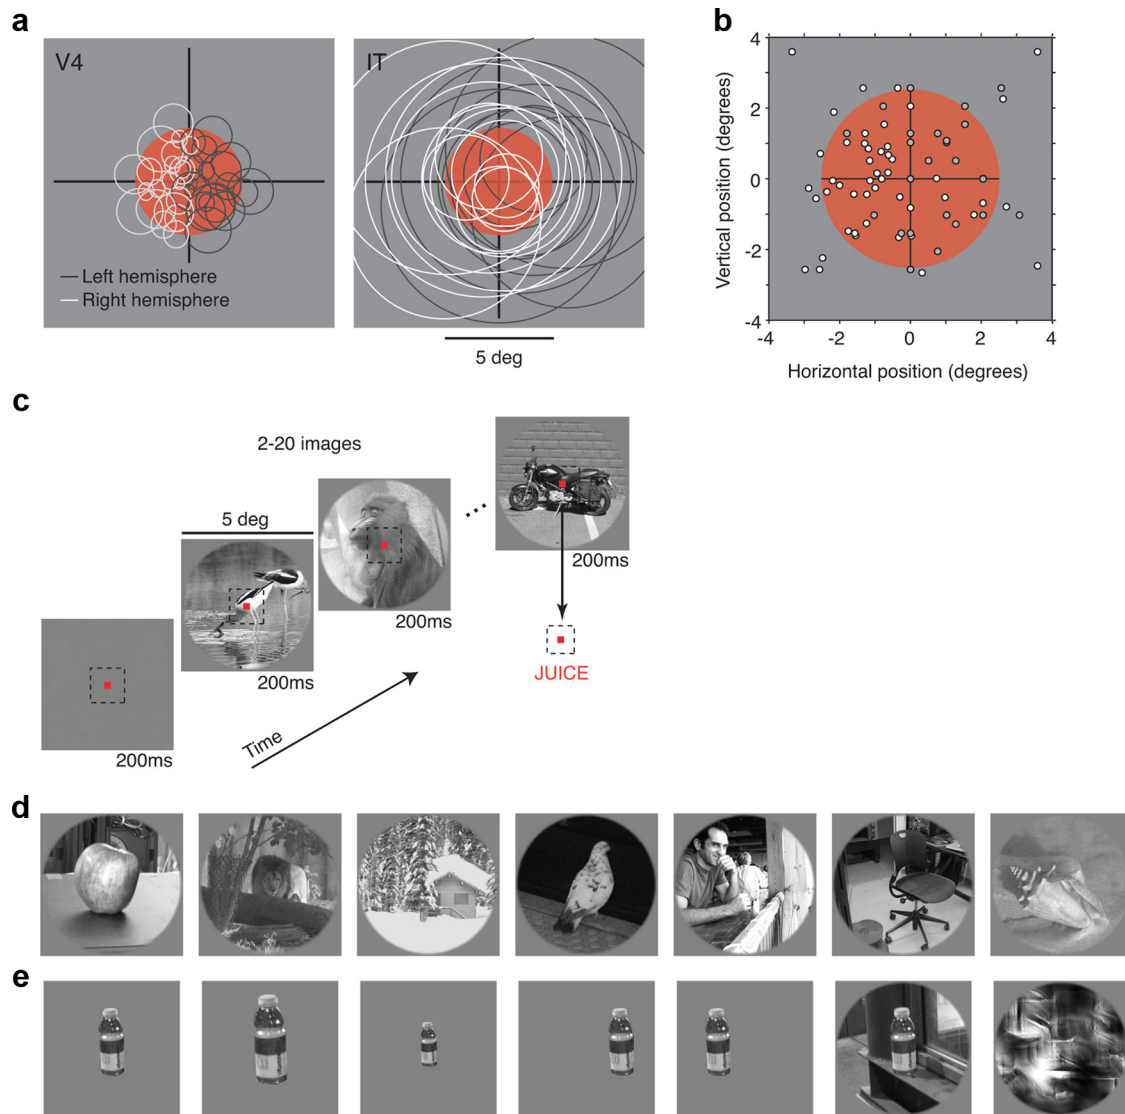 a
V4
Left hemisphere
Right hemisphere
IT
5 deg
b
4
2
0
-2
-4
-4
-2
0
2
4
Vertical position (degrees)
Horizontal position (degrees)
c
2-20 images
5 deg
200ms
200ms
200ms
200ms
Time
JUICE
d
e